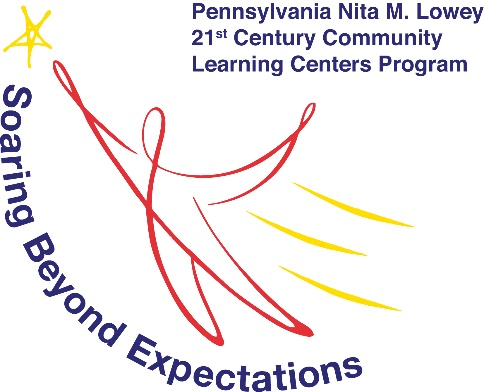 Pennsylvania Nita M. Lowey
21st Century Community
Learning Centers Program
Soaring Beyond Expectations